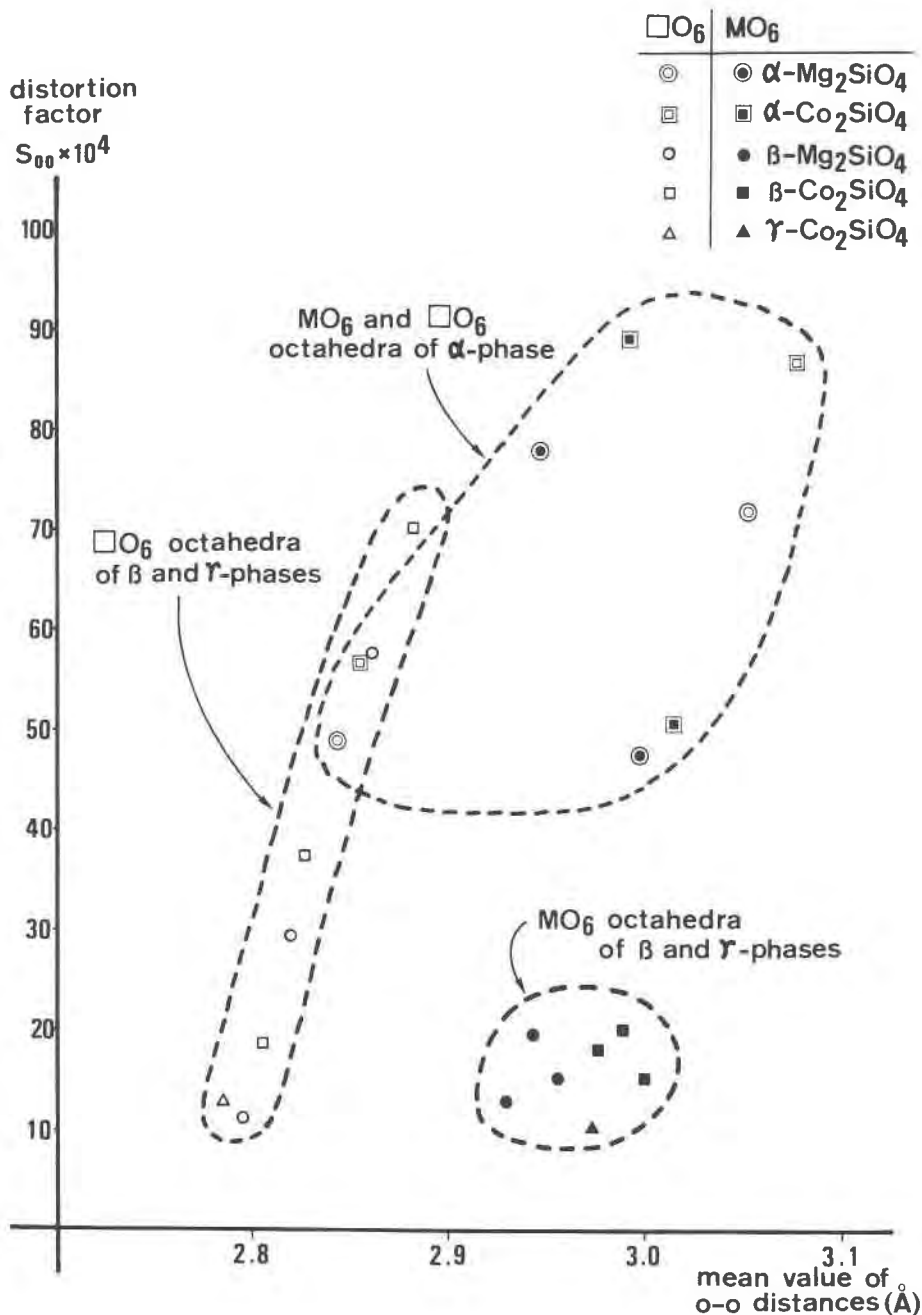 □O₆ MO₆
α-Mg₂SiO₄
α-Co₂SiO₄
β-Mg₂SiO₄
β-Co₂SiO₄
γ-Co₂SiO₄
distortion
factor
S₀₀×10⁴
100
90
80
70
60
50
40
30
20
10
MO₆ and □O₆
octahedra of α-phase
□O₆ octahedra
of β and γ-phases
MO₆ octahedra
of β and γ-phases
2.8 2.9 3.0 3.1
mean value of
o-o distances (Å)